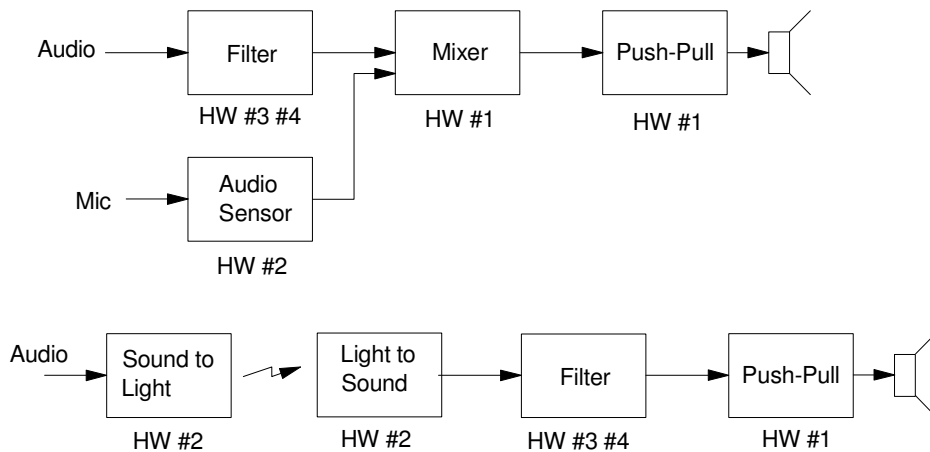 Audio
Filter
Mixer
Push-Pull
HW #3 #4
HW #1
HW #1
Mic
Audio
Sensor
HW #2
Audio
Sound to
Light
Light to
Sound
Filter
Push-Pull
HW #2
HW #2
HW #3 #4
HW #1